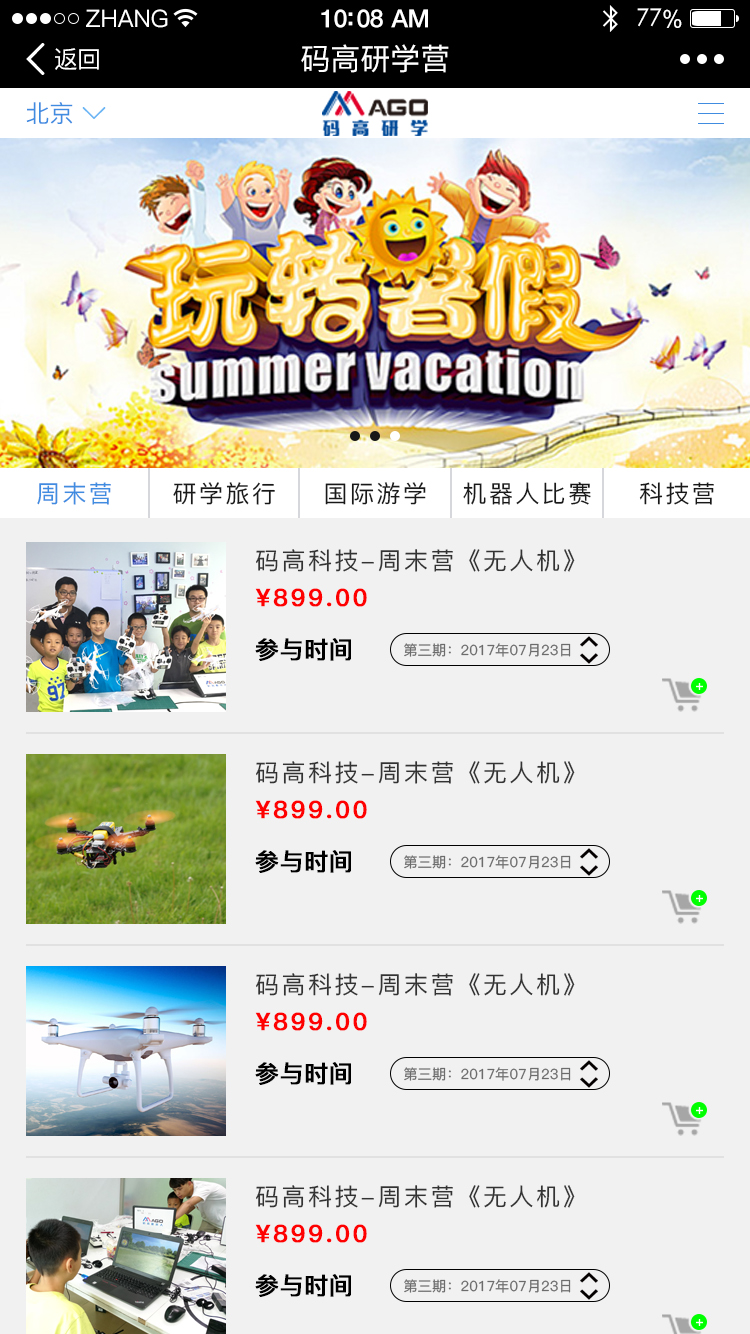 ZHANG 10:08 AM 77%
返回 码高研学营
北京 MAGO
码高研学
玩转暑假
summer vacation
周末营 研学旅行 国际游学 机器人比赛 科技营
码高科技-周末营《无人机》
¥899.00
参与时间 第三期：2017年07月23日
码高科技-周末营《无人机》
¥899.00
参与时间 第三期：2017年07月23日
码高科技-周末营《无人机》
¥899.00
参与时间 第三期：2017年07月23日
码高科技-周末营《无人机》
¥899.00
参与时间 第三期：2017年07月23日
97
MAGO